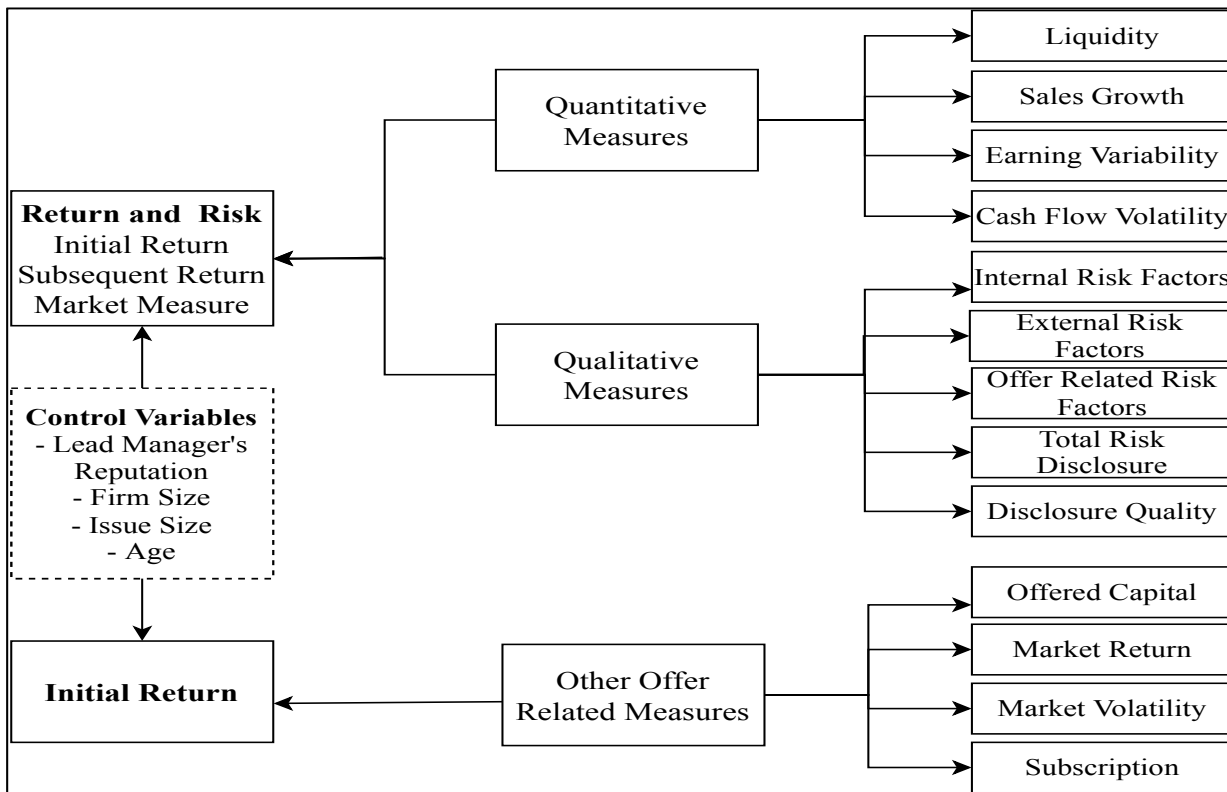 Liquidity
Sales Growth
Earning Variability
Cash Flow Volatility
Quantitative
Measures
Return and Risk
Initial Return
Subsequent Return
Market Measure
Internal Risk Factors
External Risk
Factors
Offer Related Risk
Factors
Total Risk
Disclosure
Disclosure Quality
Qualitative
Measures
Control Variables
- Lead Manager's
Reputation
- Firm Size
- Issue Size
- Age
Offered Capital
Market Return
Market Volatility
Subscription
Other Offer
Related Measures
Initial Return